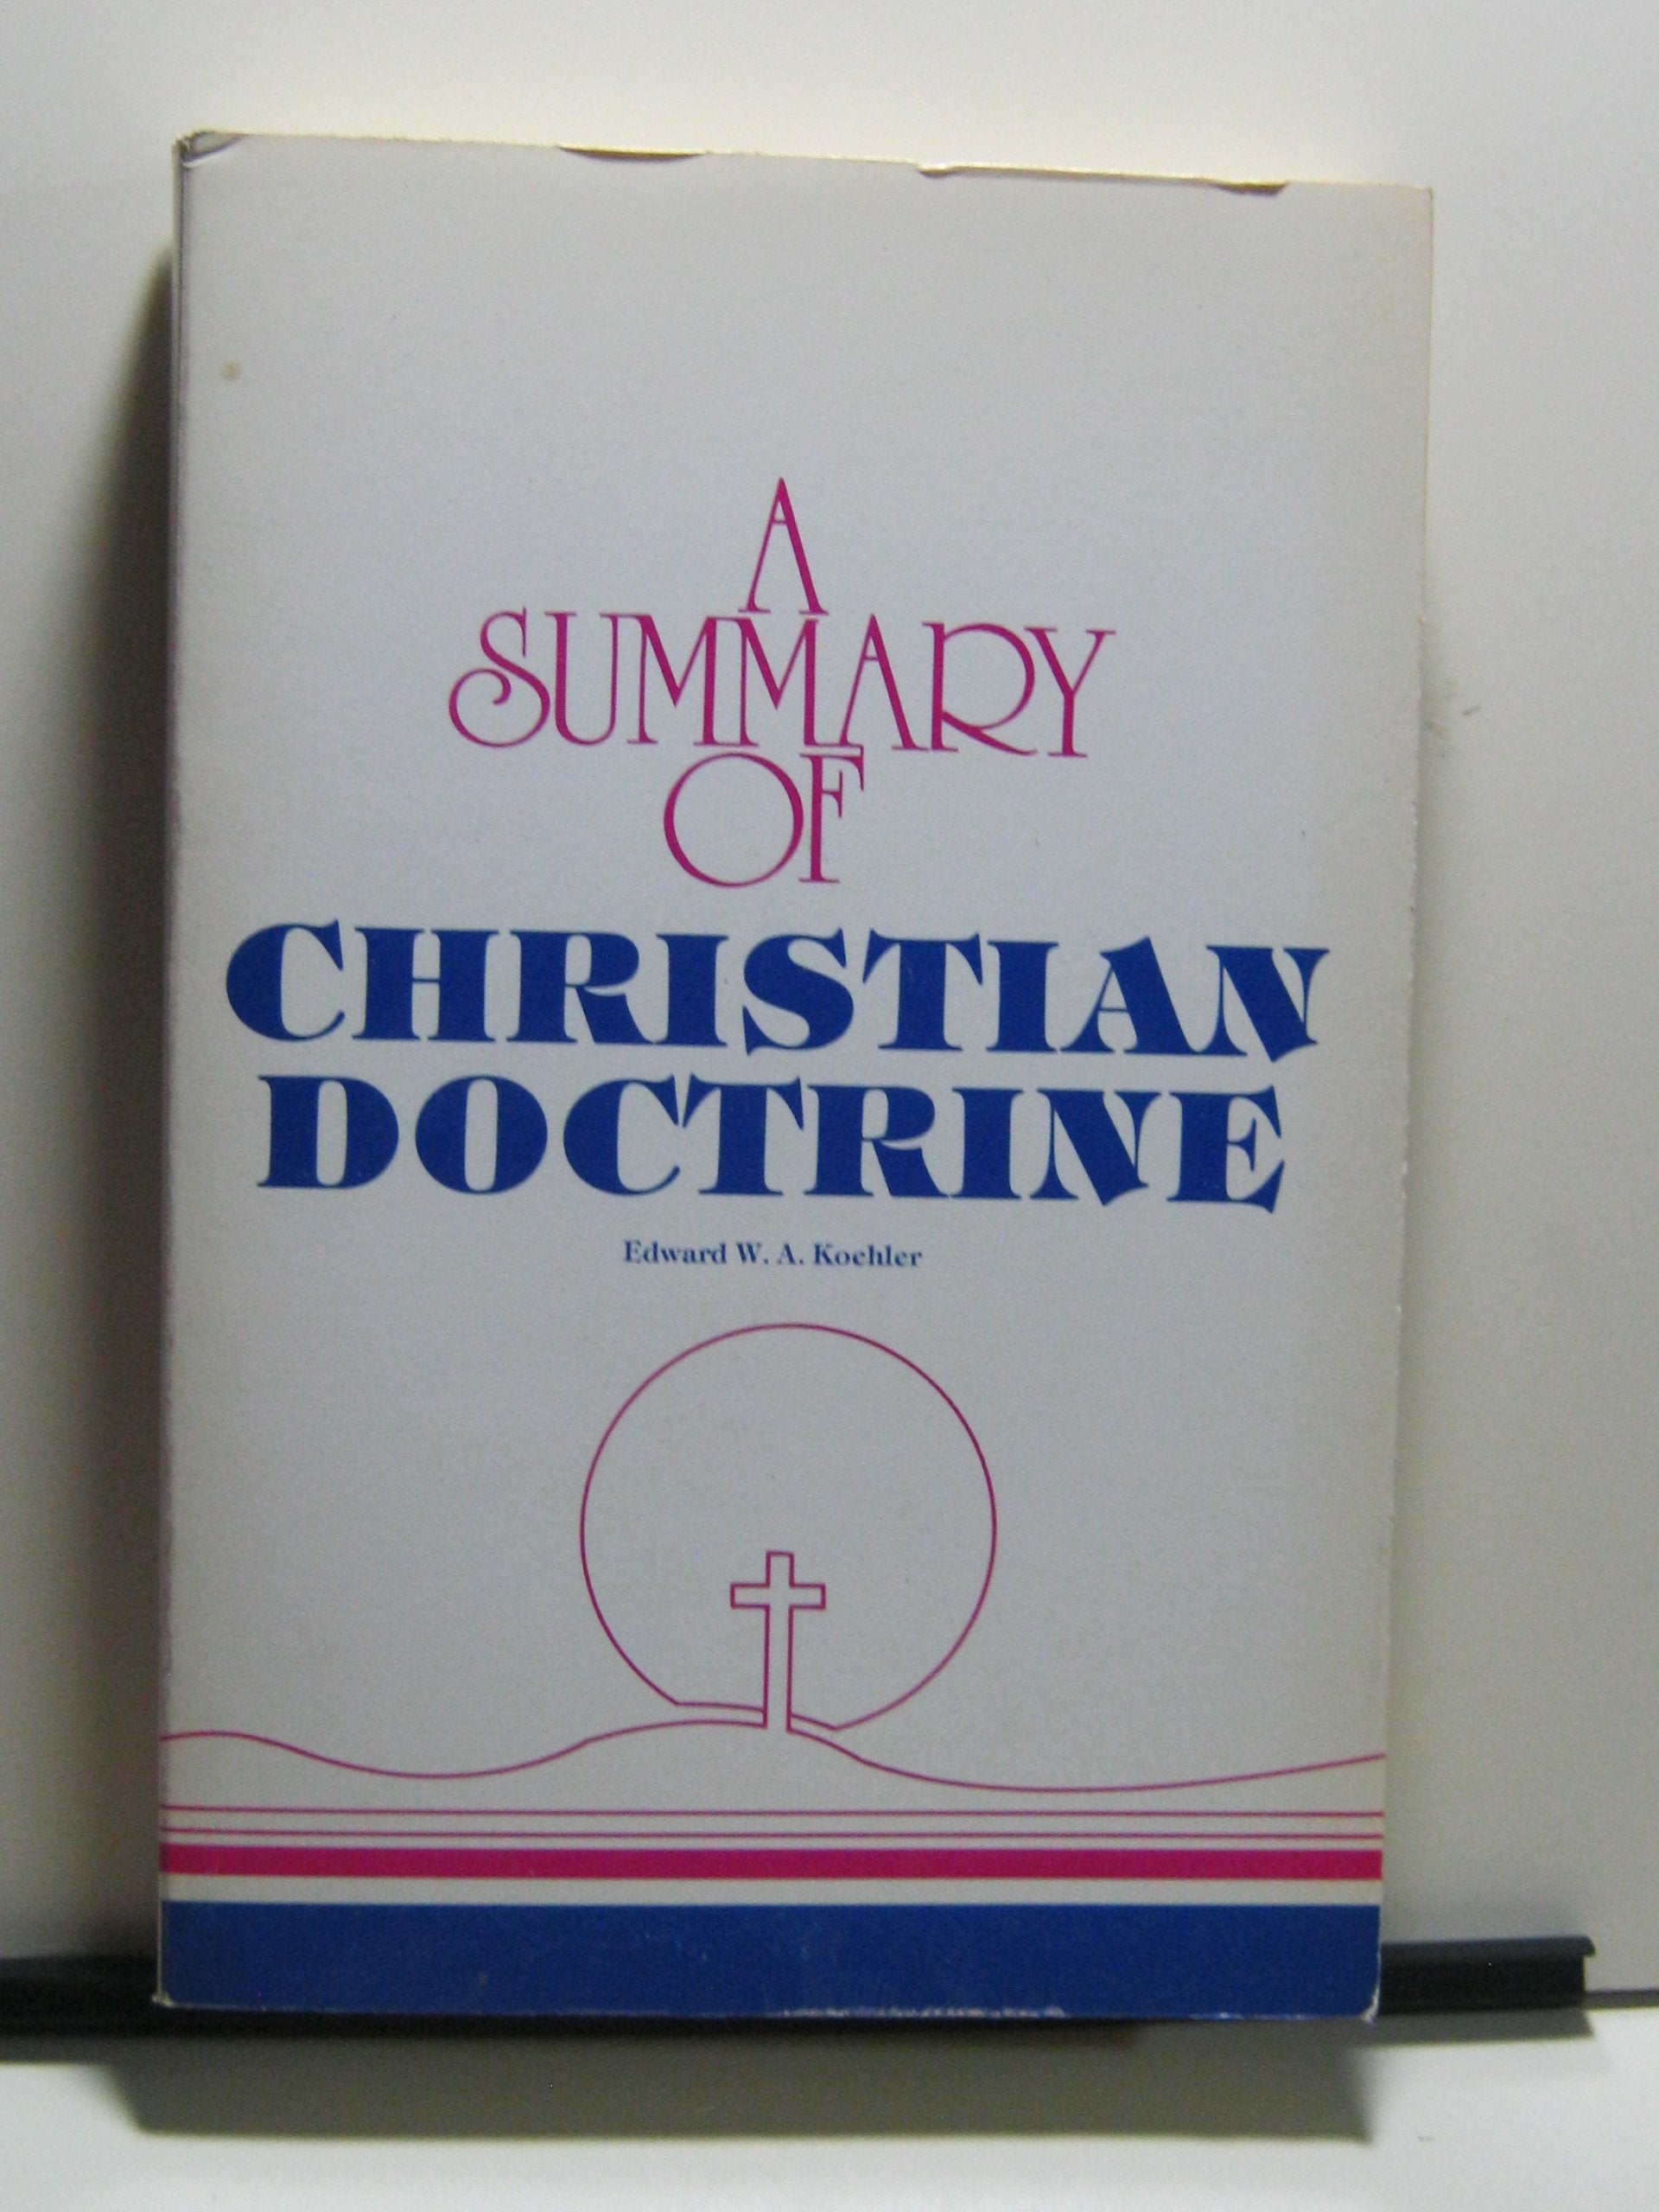 A
SUMMARY
OF
CHRISTIAN
DOCTRINE
Edward W. A. Koehler